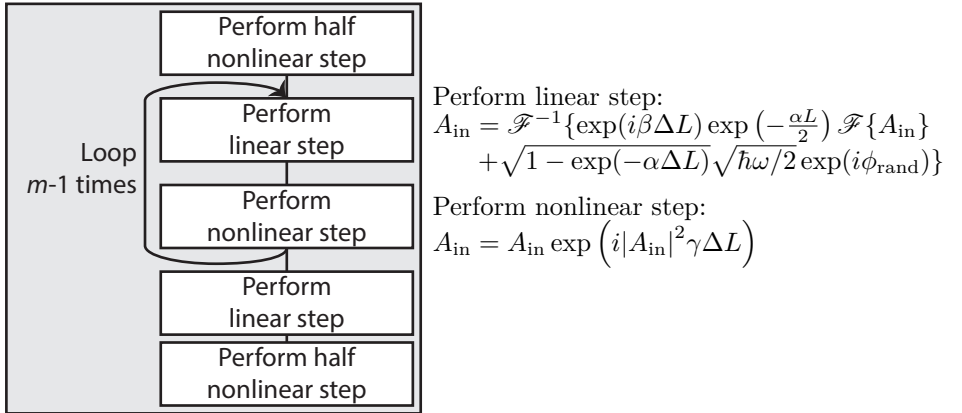 Perform half
nonlinear step
Perform
linear step
Loop
m-1 times
Perform
nonlinear step
Perform
linear step
Perform half
nonlinear step
Perform linear step:
A_in = ℱ^{-1}{exp(iβΔL) exp(−αL/2) ℱ{A_in}
+√(1 − exp(−αΔL))√(ħω/2) exp(iϕ_rand)}
Perform nonlinear step:
A_in = A_in exp(i|A_in|²γΔL)